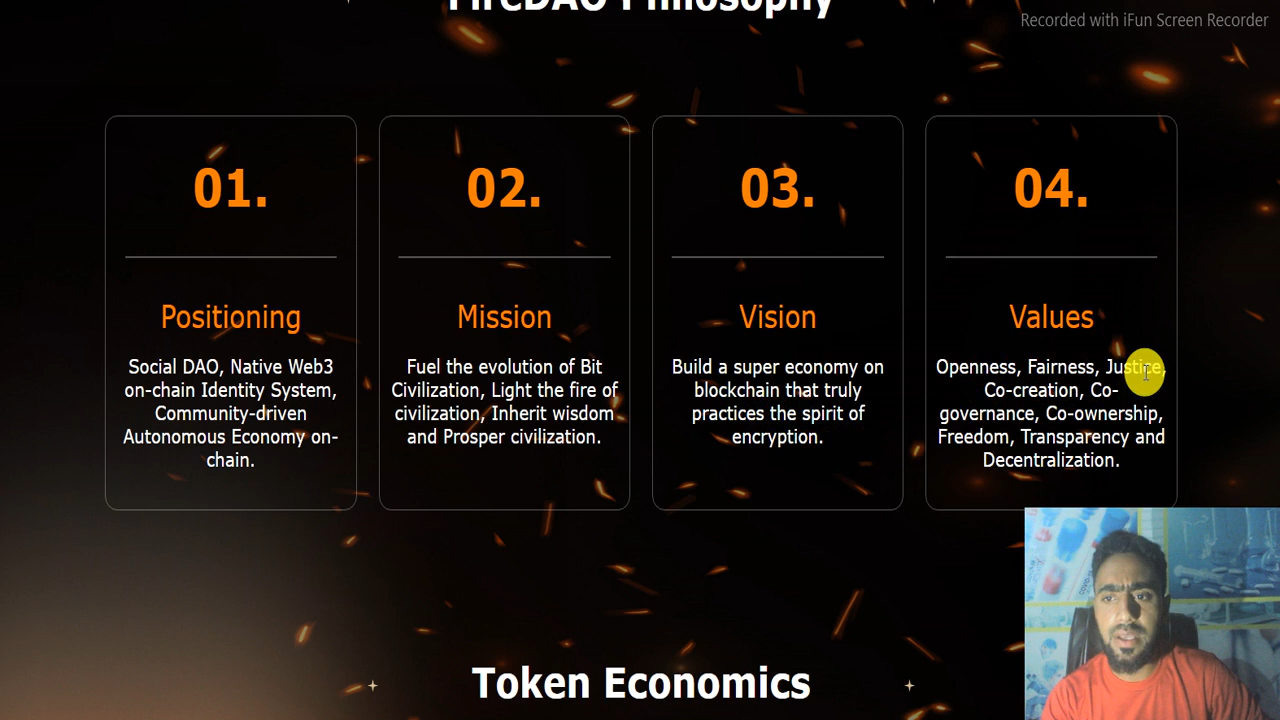 FireDAO Philosophy
Recorded with iFun Screen Recorder
01.
Positioning
Social DAO, Native Web3
on-chain Identity System,
Community-driven
Autonomous Economy on-
chain.
02.
Mission
Fuel the evolution of Bit
Civilization, Light the fire of
civilization, Inherit wisdom
and Prosper civilization.
03.
Vision
Build a super economy on
blockchain that truly
practices the spirit of
encryption.
04.
Values
Openness, Fairness, Justice,
Co-creation, Co-
governance, Co-ownership,
Freedom, Transparency and
Decentralization.
Token Economics